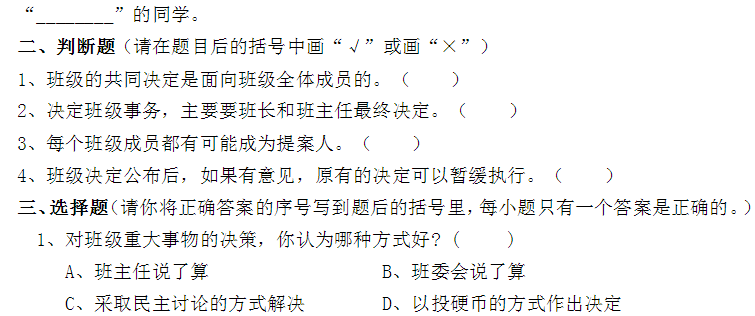 “________”的同学。
二、判断题（请在题目后的括号中画“√”或画“×”）
1、班级的共同决定是面向班级全体成员的。（　　）
2、决定班级事务，主要要班长和班主任最终决定。（　　）
3、每个班级成员都有可能成为提案人。（　　）
4、班级决定公布后，如果有意见，原有的决定可以暂缓执行。（　　）
三、选择题（请你将正确答案的序号写到题后的括号里，每小题只有一个答案是正确的。）
1、对班级重大事物的决策，你认为哪种方式好?（　　）
A、班主任说了算　　　　　　B、班委会说了算
C、采取民主讨论的方式解决　　　　D、以投硬币的方式作出决定